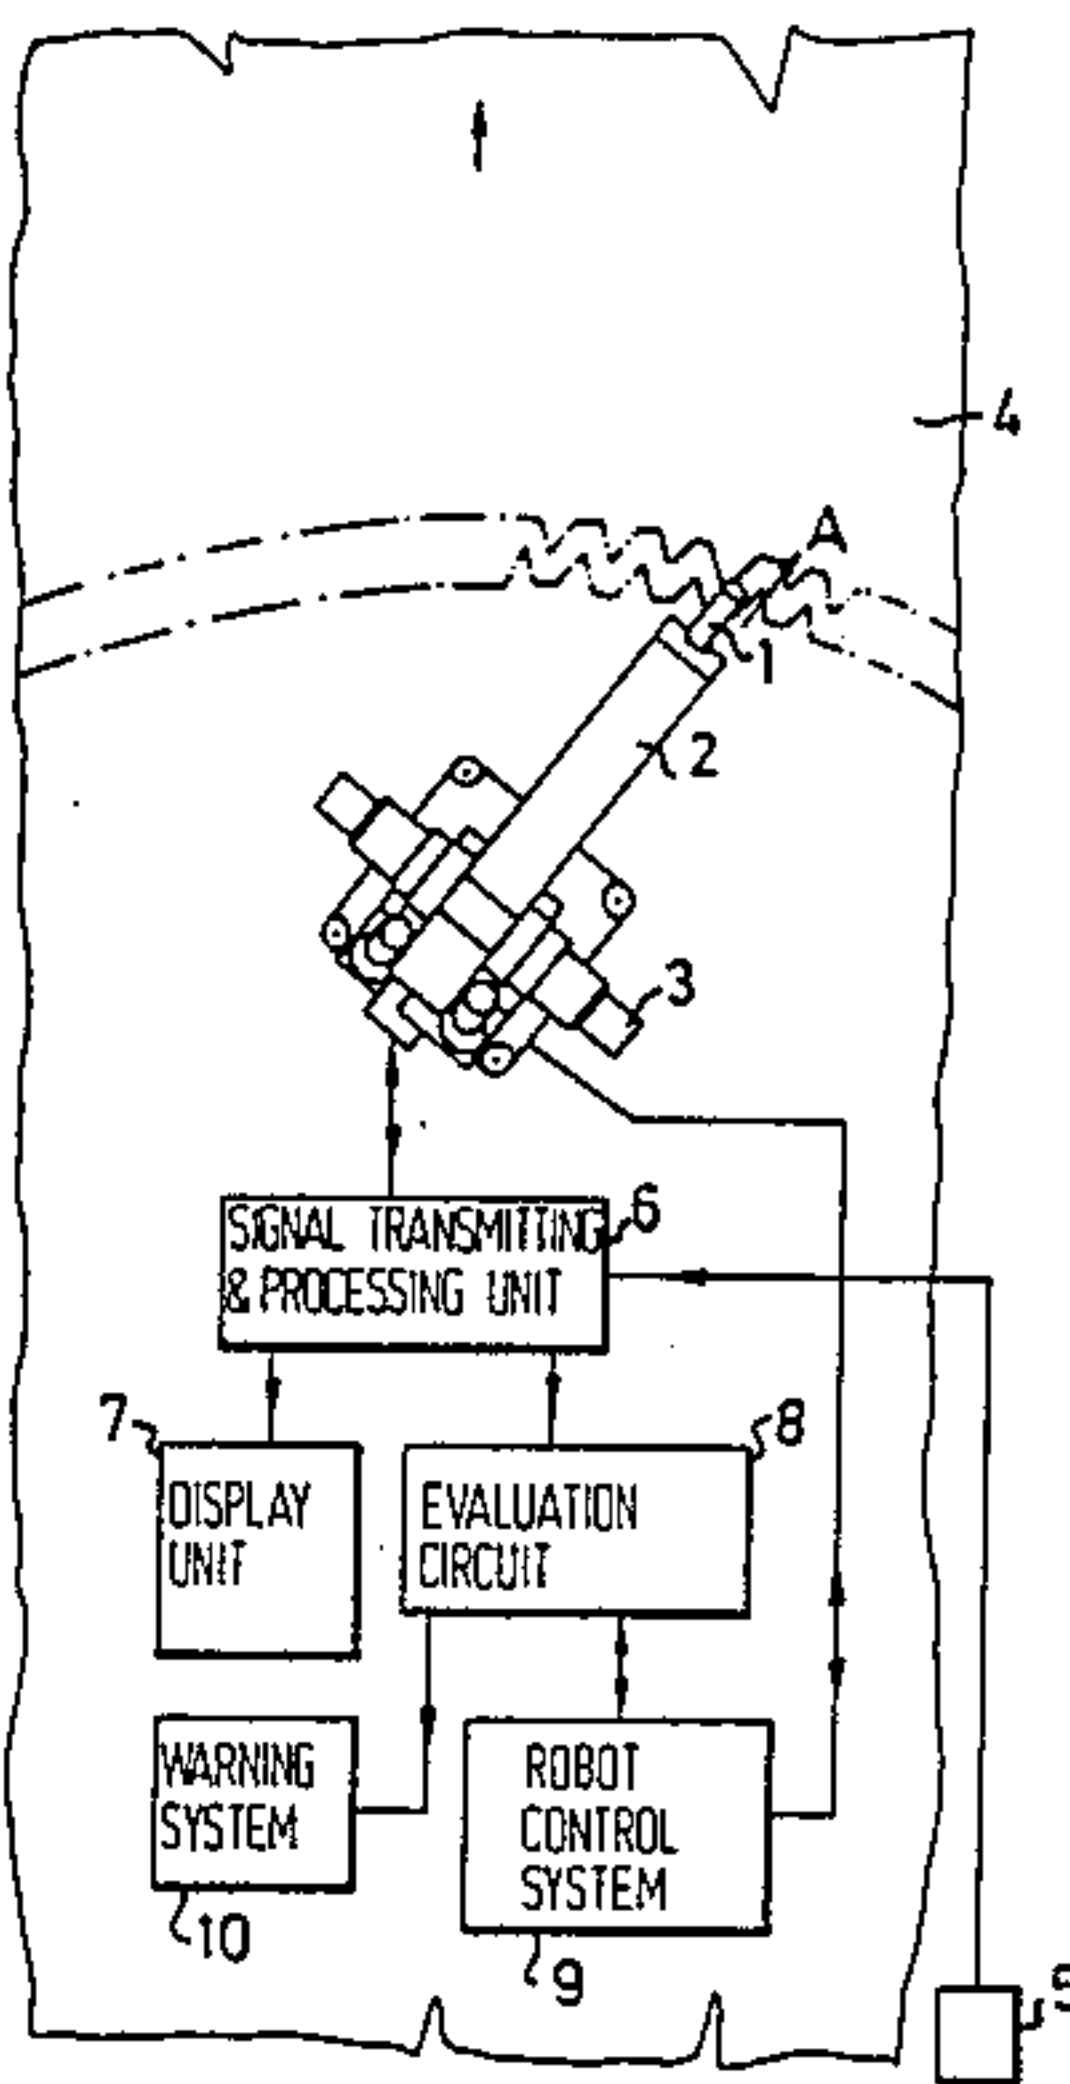 4
A
1
2
3
6
SIGNAL TRANSMITTING
& PROCESSING UNIT
7
8
DISPLAY
UNIT
EVALUATION
CIRCUIT
WARNING
SYSTEM
ROBOT
CONTROL
SYSTEM
10
9
5